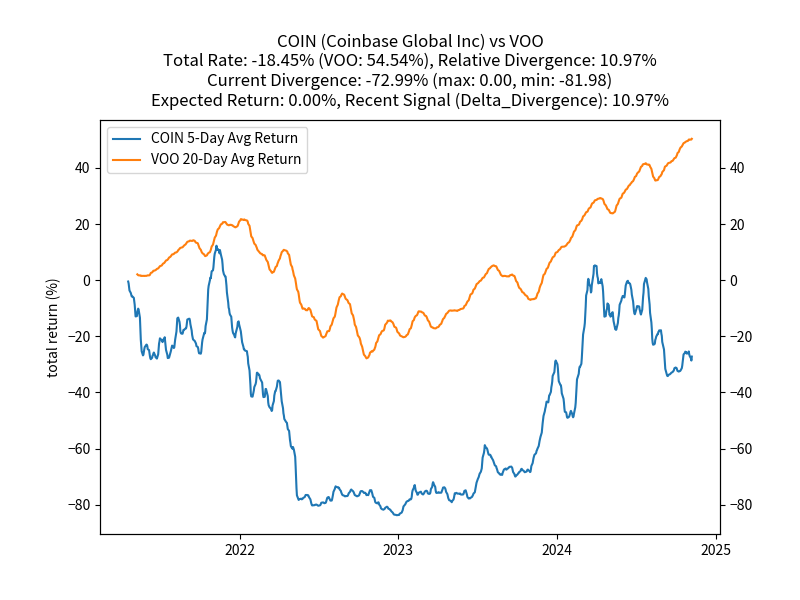 COIN (Coinbase Global Inc) vs VOO
Total Rate: -18.45% (VOO: 54.54%), Relative Divergence: 10.97%
Current Divergence: -72.99% (max: 0.00, min: -81.98)
Expected Return: 0.00%, Recent Signal (Delta_Divergence): 10.97%
COIN 5-Day Avg Return
VOO 20-Day Avg Return
total return (%)
40
20
0
−20
−40
−60
−80
40
20
0
−20
−40
−60
−80
2022
2023
2024
2025